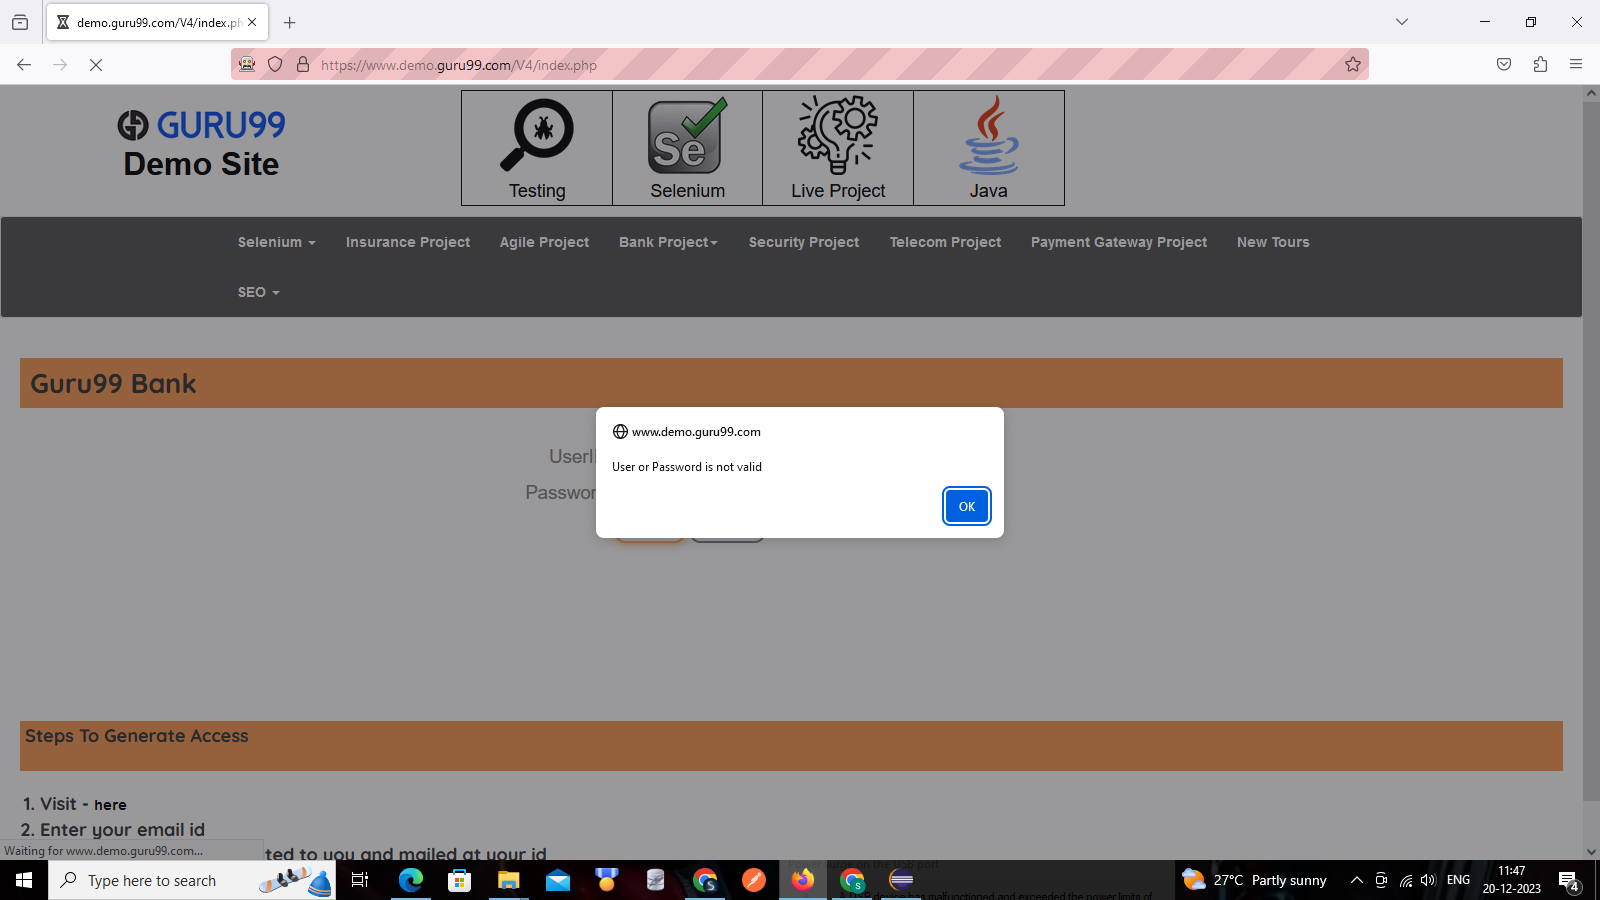 demo.guru99.com/V4/index.ph
https://www.demo.guru99.com/V4/index.php
GURU99
Demo Site
Testing
Se
Selenium
Live Project
Java
Selenium
Insurance Project
Agile Project
Bank Project
Security Project
Telecom Project
Payment Gateway Project
New Tours
SEO
Guru99 Bank
www.demo.guru99.com
User or Password is not valid
OK
UserI
Passwor
Steps To Generate Access
1. Visit - here
2. Enter your email id
ted to you and mailed at your id
Waiting for www.demo.guru99.com...
Type here to search
27°C Partly sunny
ENG
11:47
20-12-2023
4